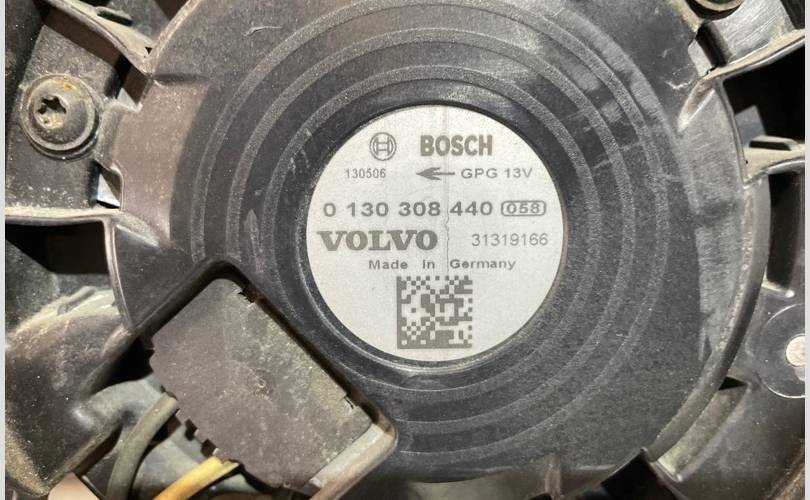 BOSCH
130506 GPG 13V
0 130 308 440 058
VOLVO 31319166
Made in Germany